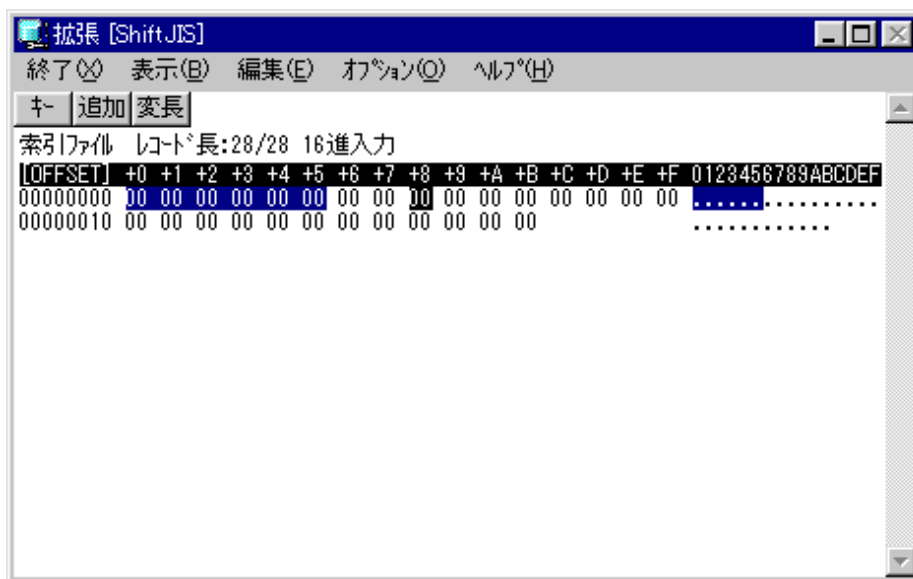 拡張 [ShiftJIS]
終了(X) 表示(B) 編集(E) ｵﾌﾟｼｮﾝ(O) ﾍﾙﾌﾟ(H)
ｷｰ 追加 変長
索引ﾌｧｲﾙ ﾚｺｰﾄﾞ長:28/28 16進入力
[OFFSET] +0 +1 +2 +3 +4 +5 +6 +7 +8 +9 +A +B +C +D +E +F 0123456789ABCDEF
00000000 00 00 00 00 00 00 00 00 00 00 00 00 00 00 00 00 ................
00000010 00 00 00 00 00 00 00 00 00 00 00 00 ............